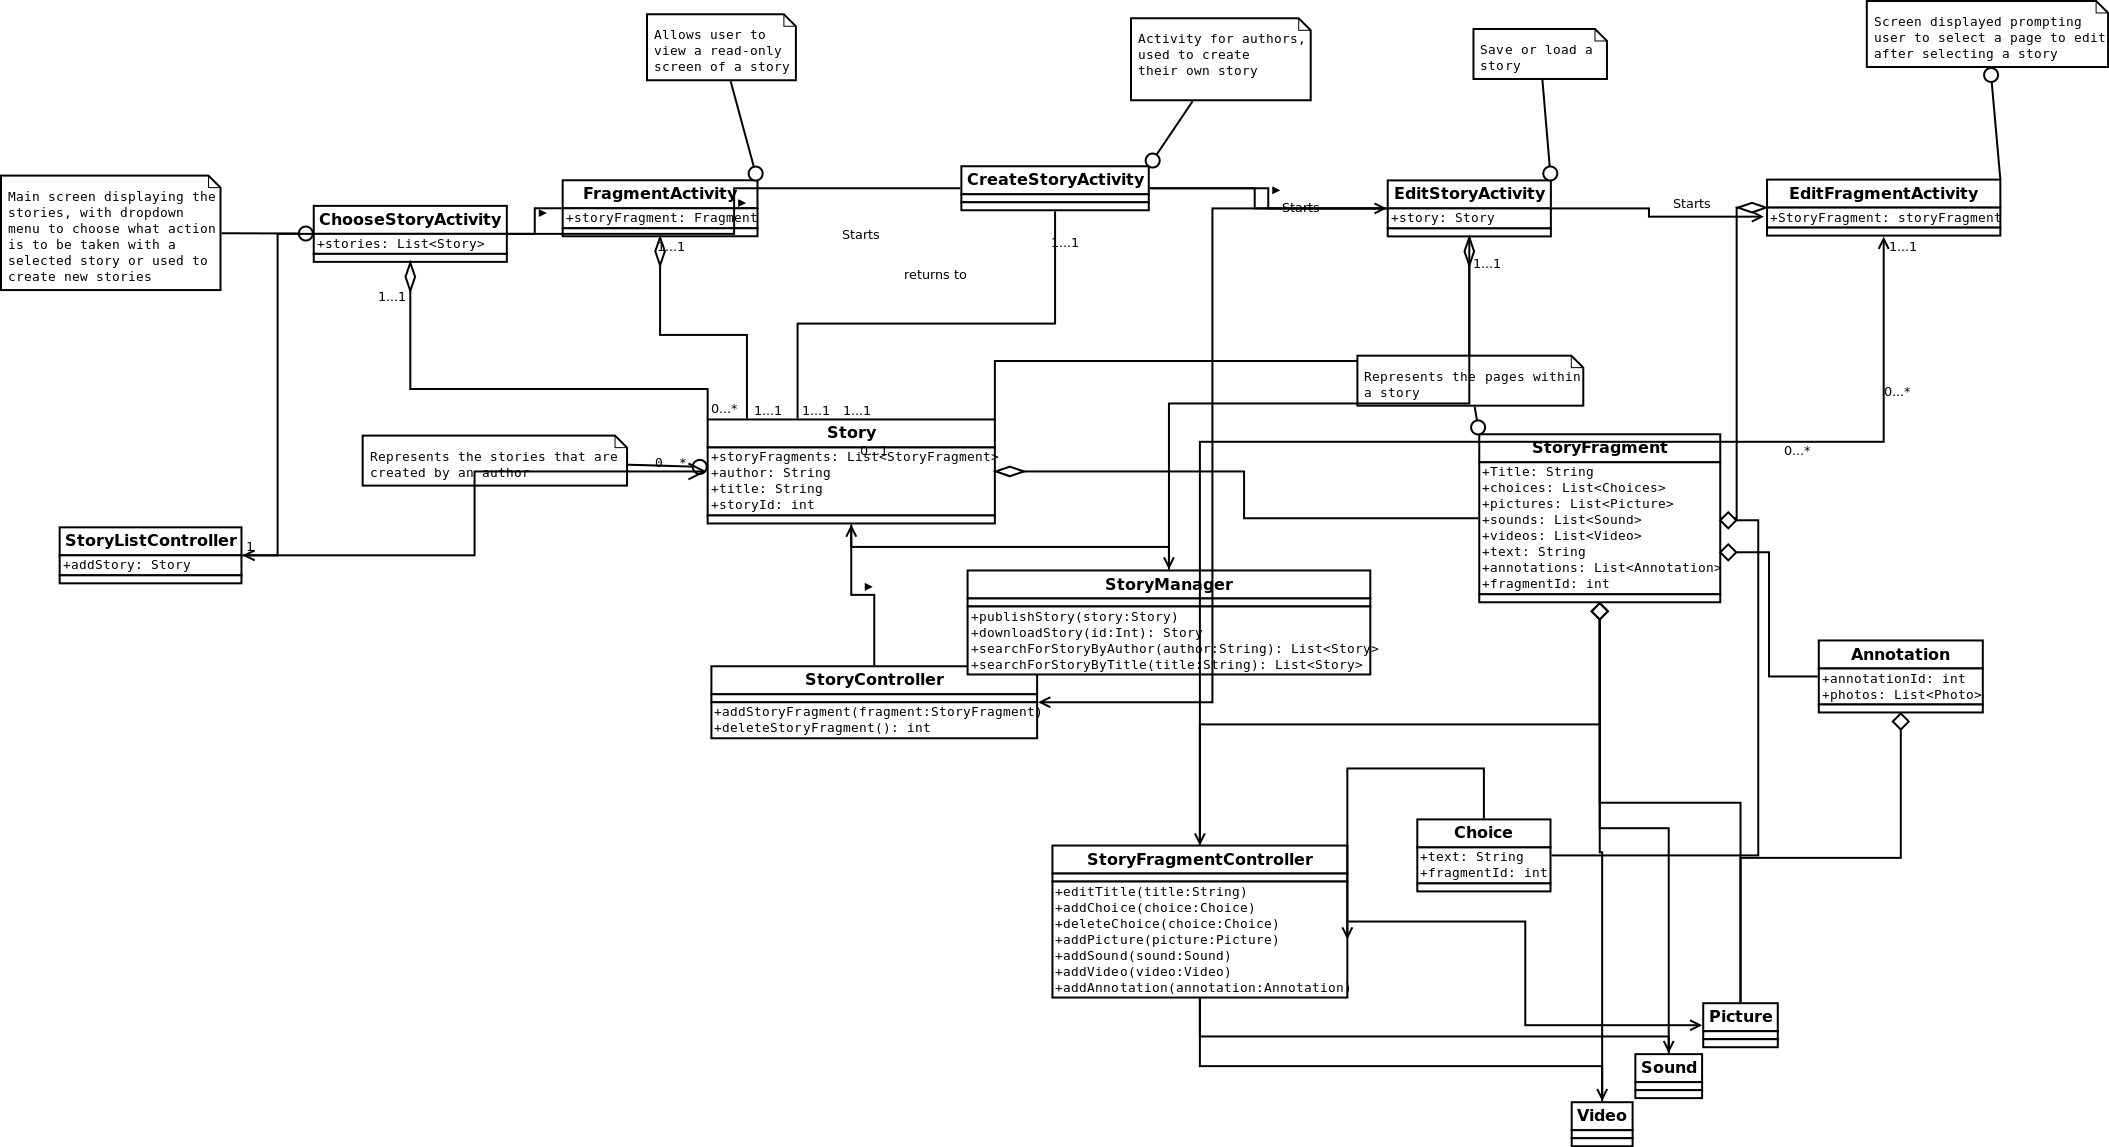 Allows user to
view a read-only
screen of a story
Activity for authors,
used to create
their own story
Save or load a
story
Screen displayed prompting
user to select a page to edit
after selecting a story
Main screen displaying the
stories, with dropdown
menu to choose what action
is to be taken with a
selected story or used to
create new stories
ChooseStoryActivity
+stories: List<Story>
1...1
FragmentActivity
+storyFragment: Fragment
1...1
Starts
returns to
CreateStoryActivity
1...1
Starts
EditStoryActivity
+story: Story
1...1
Starts
EditFragmentActivity
+StoryFragment: storyFragment
1...1
0...*
0...*
Represents the pages within
a story
0...*
1...1
1...1
1...1
Story
0...1
+storyFragments: List<StoryFragment>
+author: String
+title: String
+storyId: int
Represents the stories that are
created by an author
0...*
StoryListController
+addStory: Story
1
StoryFragment
+Title: String
+choices: List<Choices>
+pictures: List<Picture>
+sounds: List<Sound>
+videos: List<Video>
+text: String
+annotations: List<Annotation>
+fragmentId: int
StoryManager
+publishStory(story:Story)
+downloadStory(id:Int): Story
+searchForStoryByAuthor(author:String): List<Story>
+searchForStoryByTitle(title:String): List<Story>
StoryController
+addStoryFragment(fragment:StoryFragment)
+deleteStoryFragment(): int
Annotation
+annotationId: int
+photos: List<Photo>
Choice
+text: String
+fragmentId: int
StoryFragmentController
+editTitle(title:String)
+addChoice(choice:Choice)
+deleteChoice(choice:Choice)
+addPicture(picture:Picture)
+addSound(sound:Sound)
+addVideo(video:Video)
+addAnnotation(annotation:Annotation)
Picture
Sound
Video